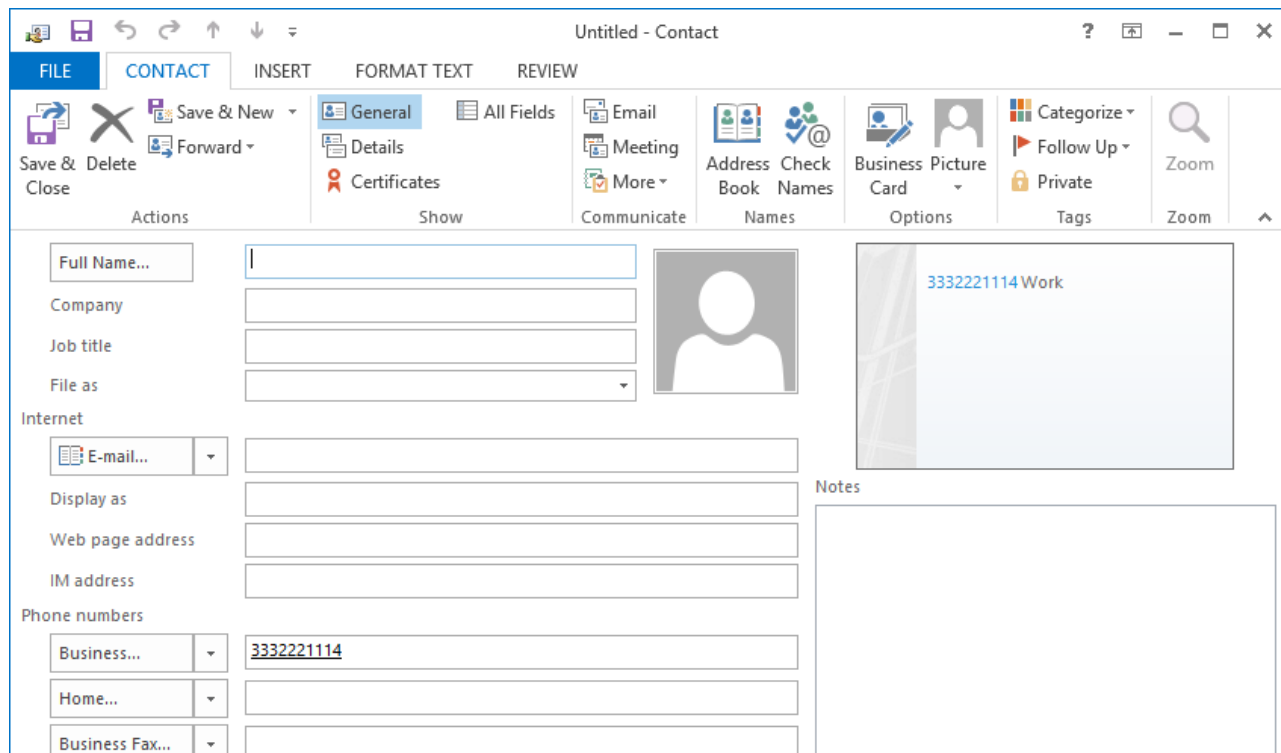 Untitled - Contact
?
FILE CONTACT INSERT FORMAT TEXT REVIEW
Save & Close
Delete
Save & New
Forward
Actions
General
Details
Certificates
All Fields
Show
Email
Meeting
More
Communicate
Address Book
Check Names
Names
Business Card
Picture
Options
Categorize
Follow Up
Private
Tags
Zoom
Zoom
Full Name...
Company
Job title
File as
Internet
E-mail...
Display as
Web page address
IM address
Phone numbers
Business... 3332221114
Home...
Business Fax...
3332221114 Work
Notes